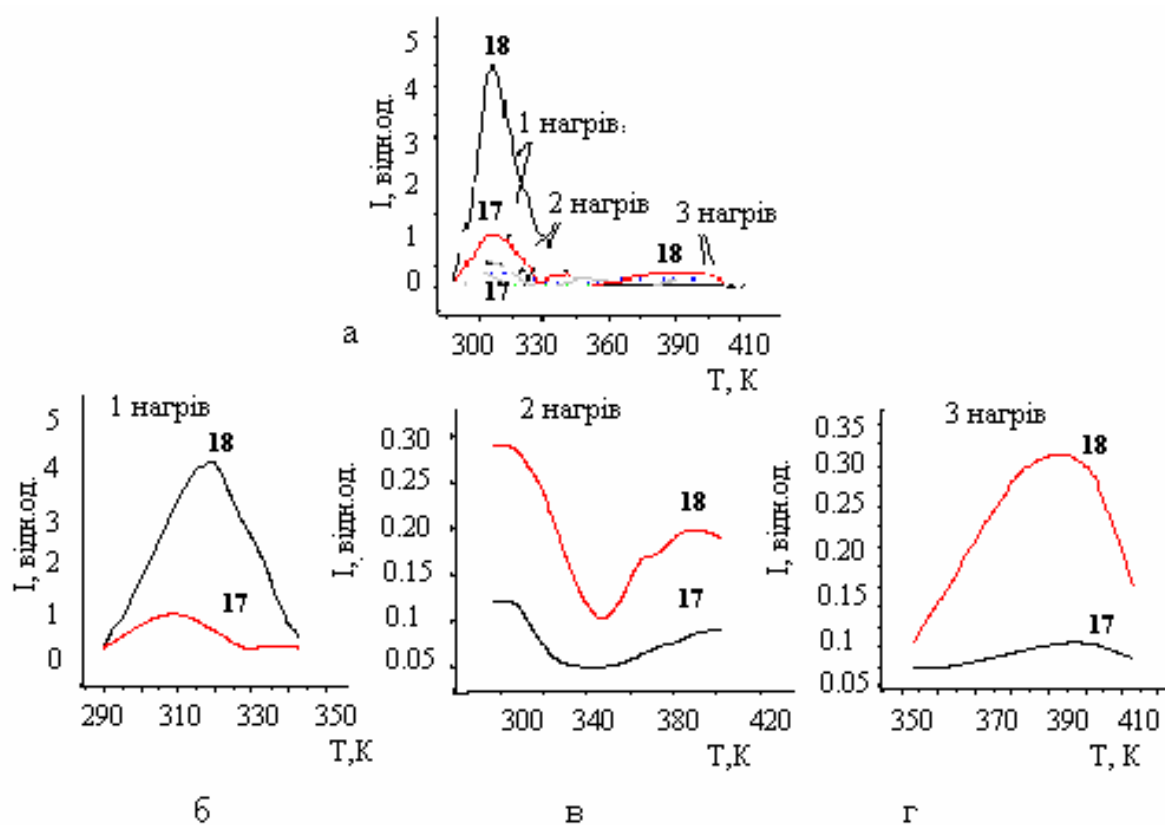 I, відн.од.
5
4
3
2
1
0
18
1 нагрів
17
2 нагрів
3 нагрів
18
17
300 330 360 390 410
T, K
а
1 нагрів
I, відн.од.
5
4
3
2
1
0
18
17
290 310 330 350
T,K
б
2 нагрів
I, відн.од.
0.30
0.25
0.20
0.15
0.1
0.05
18
17
300 340 380 420
T,K
в
3 нагрів
I, відн.од.
0.35
0.30
0.20
0.15
0.1
0.05
18
17
350 370 390 410
T, K
г